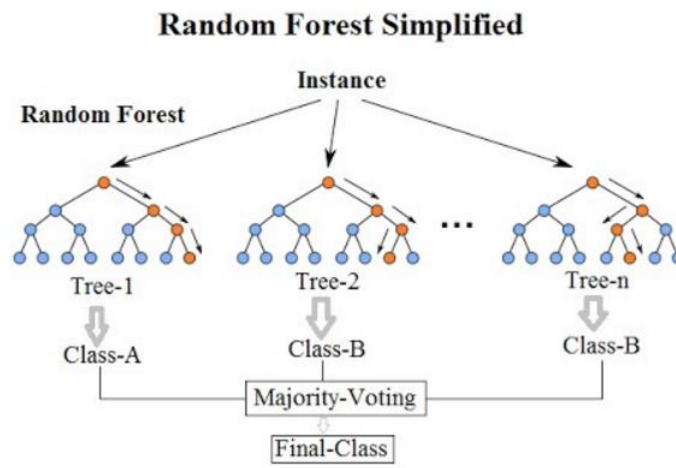 Random Forest Simplified
Instance
Random Forest
...
Tree-1
Tree-2
Tree-n
Class-A
Class-B
Class-B
Majority-Voting
Final-Class